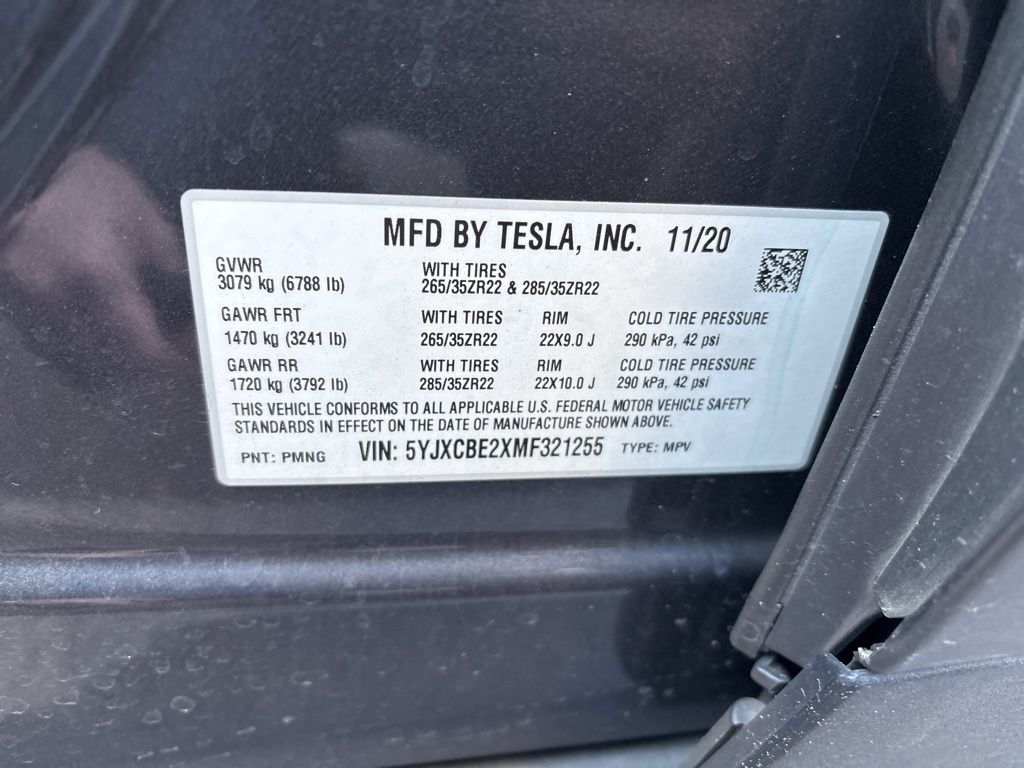 MFD BY TESLA, INC. 11/20
GVWR WITH TIRES
3079 kg (6788 lb) 265/35ZR22 & 285/35ZR22
GAWR FRT WITH TIRES RIM COLD TIRE PRESSURE
1470 kg (3241 lb) 265/35ZR22 22X9.0 J 290 kPa, 42 psi
GAWR RR WITH TIRES RIM COLD TIRE PRESSURE
1720 kg (3792 lb) 285/35ZR22 22X10.0 J 290 kPa, 42 psi
THIS VEHICLE CONFORMS TO ALL APPLICABLE U.S. FEDERAL MOTOR VEHICLE SAFETY
STANDARDS IN EFFECT ON THE DATE OF MANUFACTURE SHOWN ABOVE.
PNT: PMNG VIN: 5YJXCBE2XMF321255 TYPE: MPV